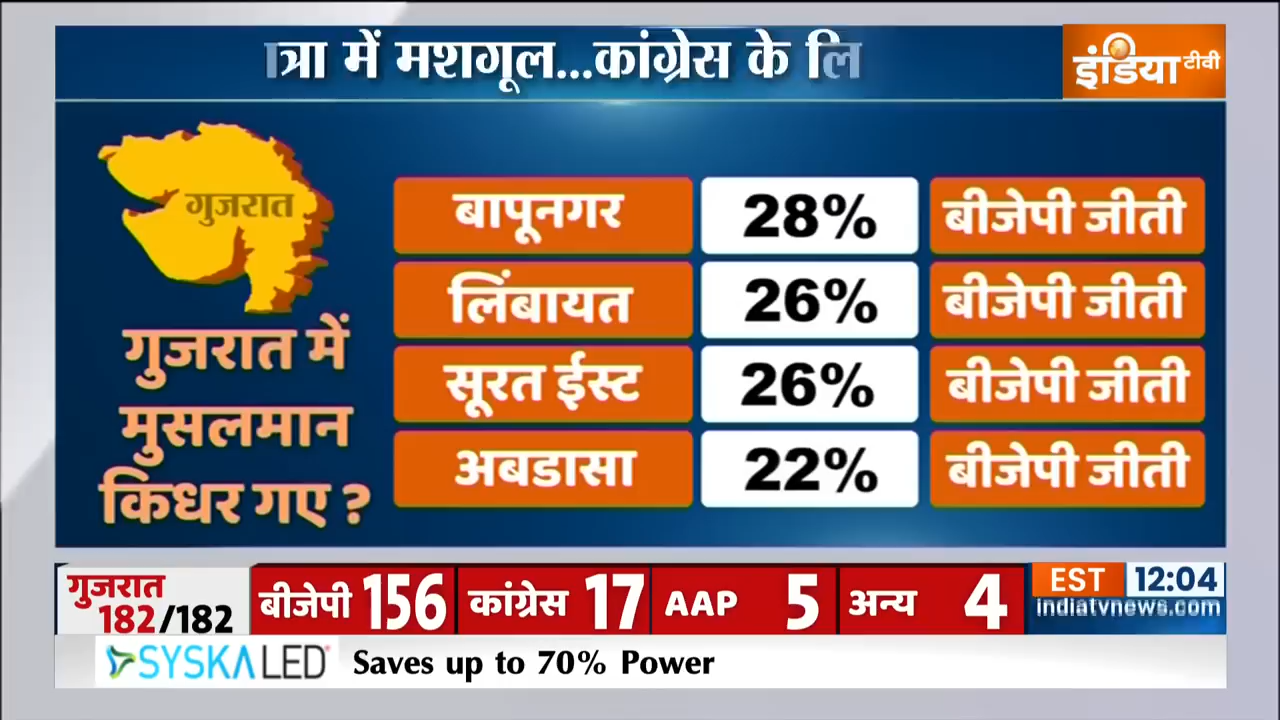 में मशगूल...कांग्रेस के
इंडिया टीवी
गुजरात
गुजरात में
मुसलमान
किधर गए ?
बापूनगर 28% बीजेपी जीती
लिंबायत 26% बीजेपी जीती
सूरत ईस्ट 26% बीजेपी जीती
अबडासा 22% बीजेपी जीती
गुजरात
182/182
बीजेपी 156 कांग्रेस 17 AAP 5 अन्य 4
EST 12:04
indiatvnews.com
SYSKA LED Saves up to 70% Power